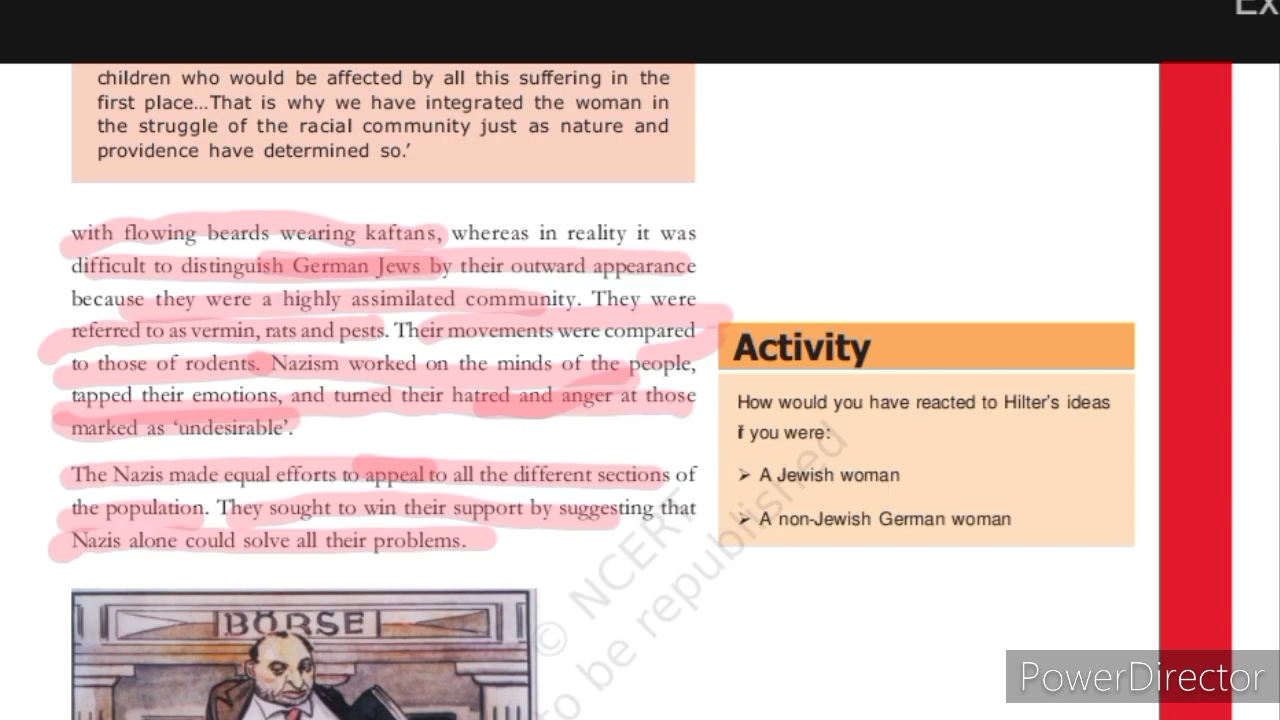 Ex
children who would be affected by all this suffering in the
first place...That is why we have integrated the woman in
the struggle of the racial community just as nature and
providence have determined so.’
with flowing beards wearing kaftans, whereas in reality it was
difficult to distinguish German Jews by their outward appearance
because they were a highly assimilated community. They were
referred to as vermin, rats and pests. Their movements were compared
to those of rodents. Nazism worked on the minds of the people,
tapped their emotions, and turned their hatred and anger at those
marked as ‘undesirable’.
The Nazis made equal efforts to appeal to all the different sections of
the population. They sought to win their support by suggesting that
Nazis alone could solve all their problems.
Activity
How would you have reacted to Hilter’s ideas
if you were:
➢ A Jewish woman
➢ A non-Jewish German woman
BÖRSE
© NCERT
to be republished
PowerDirector